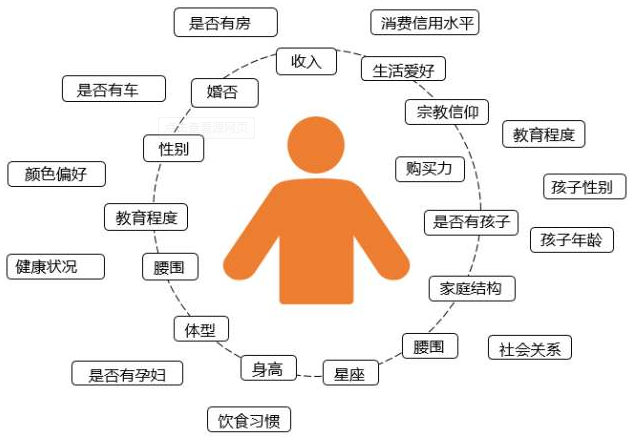 是否有房
消费信用水平
收入
生活爱好
是否有车
婚否
宗教信仰
教育程度
性别
购买力
颜色偏好
孩子性别
教育程度
是否有孩子
孩子年龄
健康状况
腰围
家庭结构
体型
腰围
社会关系
是否有孕妇
身高
星座
饮食习惯